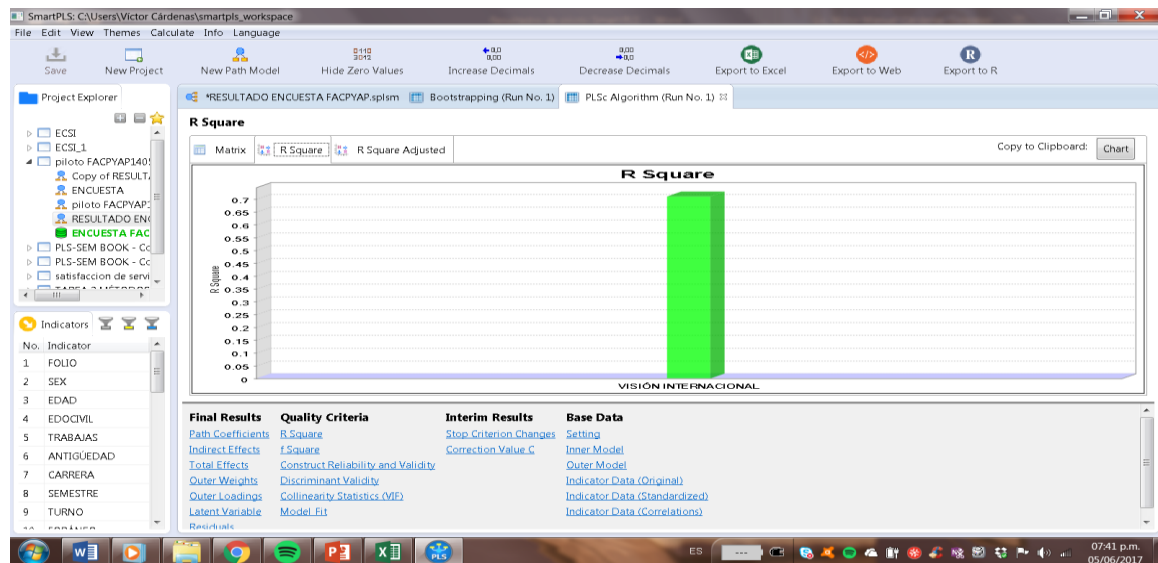 SmartPLS: C:\Users\Víctor Cárdenas\smartpls_workspace
File Edit View Themes Calculate Info Language
Save New Project New Path Model Hide Zero Values Increase Decimals Decrease Decimals Export to Excel Export to Web Export to R
Project Explorer
*RESULTADO ENCUESTA FACPYAP.splsm Bootstrapping (Run No. 1) PLSc Algorithm (Run No. 1)
ECSI
ECSI_1
piloto FACPYAP140
Copy of RESULT
ENCUESTA
piloto FACPYAP
RESULTADO EN
ENCUESTA FAC
PLS-SEM BOOK - Co
PLS-SEM BOOK - Co
satisfaccion de servi
R Square
Matrix R Square R Square Adjusted Copy to Clipboard: Chart
R Square
R Square
0.7
0.65
0.6
0.55
0.5
0.45
0.4
0.35
0.3
0.25
0.2
0.15
0.1
0.05
0
VISIÓN INTERNACIONAL
Indicators
No. Indicator
1 FOLIO
2 SEX
3 EDAD
4 EDOCIVIL
5 TRABAJAS
6 ANTIGÚEDAD
7 CARRERA
8 SEMESTRE
9 TURNO
Final Results Quality Criteria Interim Results Base Data
Path Coefficients R Square Stop Criterion Changes Setting
Indirect Effects f Square Correction Value C Inner Model
Total Effects Construct Reliability and Validity Outer Model
Outer Weights Discriminant Validity Indicator Data (Original)
Outer Loadings Collinearity Statistics (VIF) Indicator Data (Standardized)
Latent Variable Model Fit Indicator Data (Correlations)
Residuals
ES
07:41 p.m.
05/06/2017